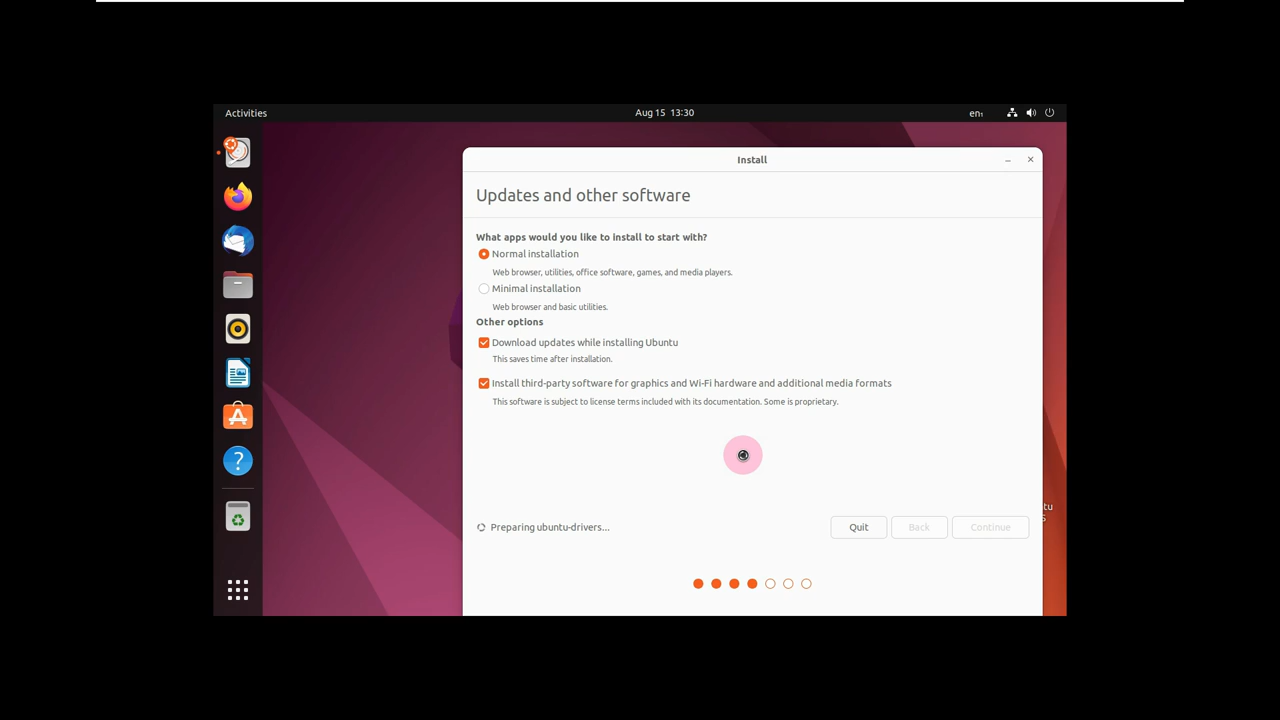 Activities
Aug 15 13:30
en₁
Install
Updates and other software
What apps would you like to install to start with?
Normal installation
Web browser, utilities, office software, games, and media players.
Minimal installation
Web browser and basic utilities.
Other options
Download updates while installing Ubuntu
This saves time after installation.
Install third-party software for graphics and Wi-Fi hardware and additional media formats
This software is subject to license terms included with its documentation. Some is proprietary.
tu
Preparing ubuntu-drivers...
Quit
Back
Continue